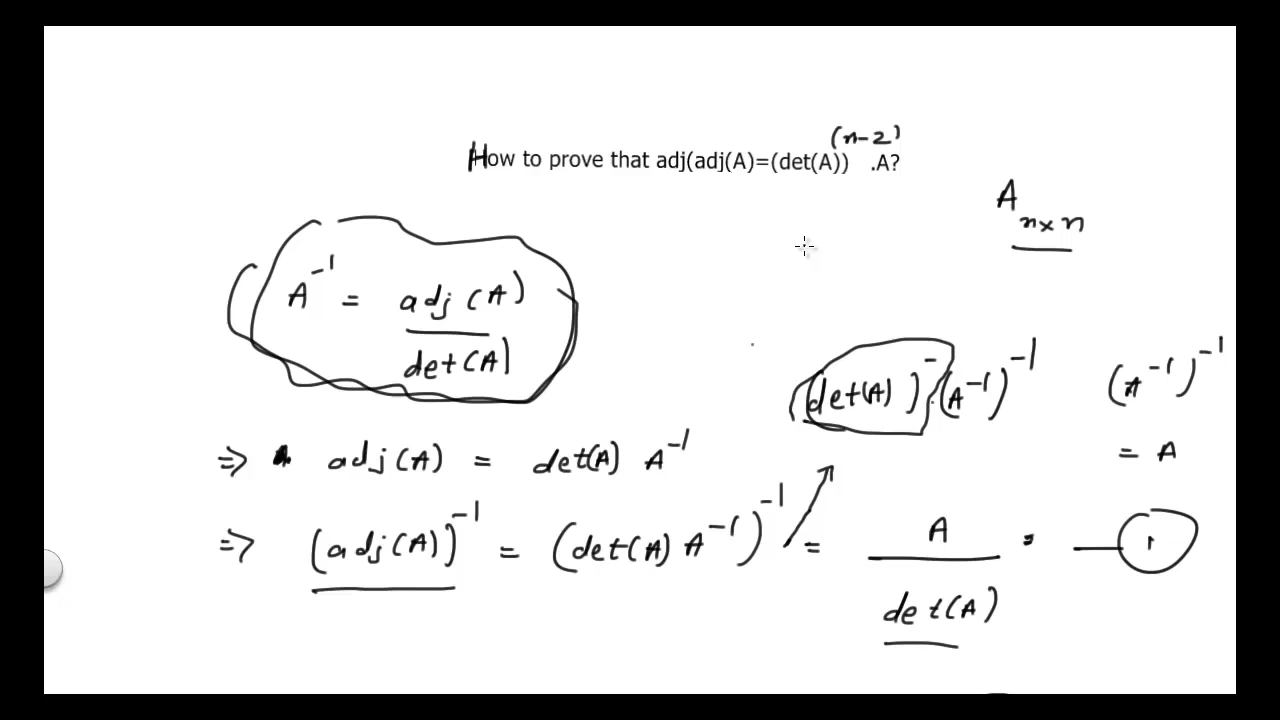 (n-2)
How to prove that adj(adj(A)=(det(A)) .A?
A n×n
A^-1 = adj(A) / det(A)
(det(A))^- · (A^-1)^-1
(A^-1)^-1
= A
=> adj(A) = det(A) A^-1
=> (adj(A))^-1 = (det(A) A^-1)^-1 = A / det(A) . — 1